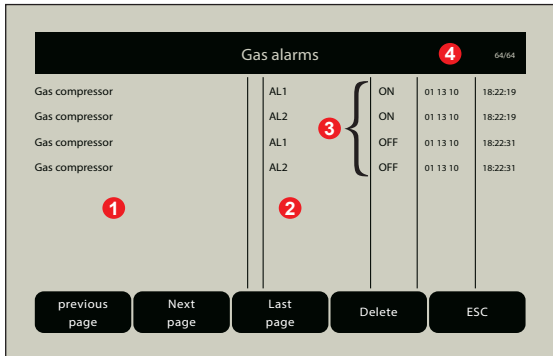 Gas alarms 4 64/64
Gas compressor AL1 ON 01 13 10 18:22:19
Gas compressor AL2 ON 01 13 10 18:22:19
3
Gas compressor AL1 OFF 01 13 10 18:22:31
Gas compressor AL2 OFF 01 13 10 18:22:31
1 2
previous page Next page Last page Delete ESC